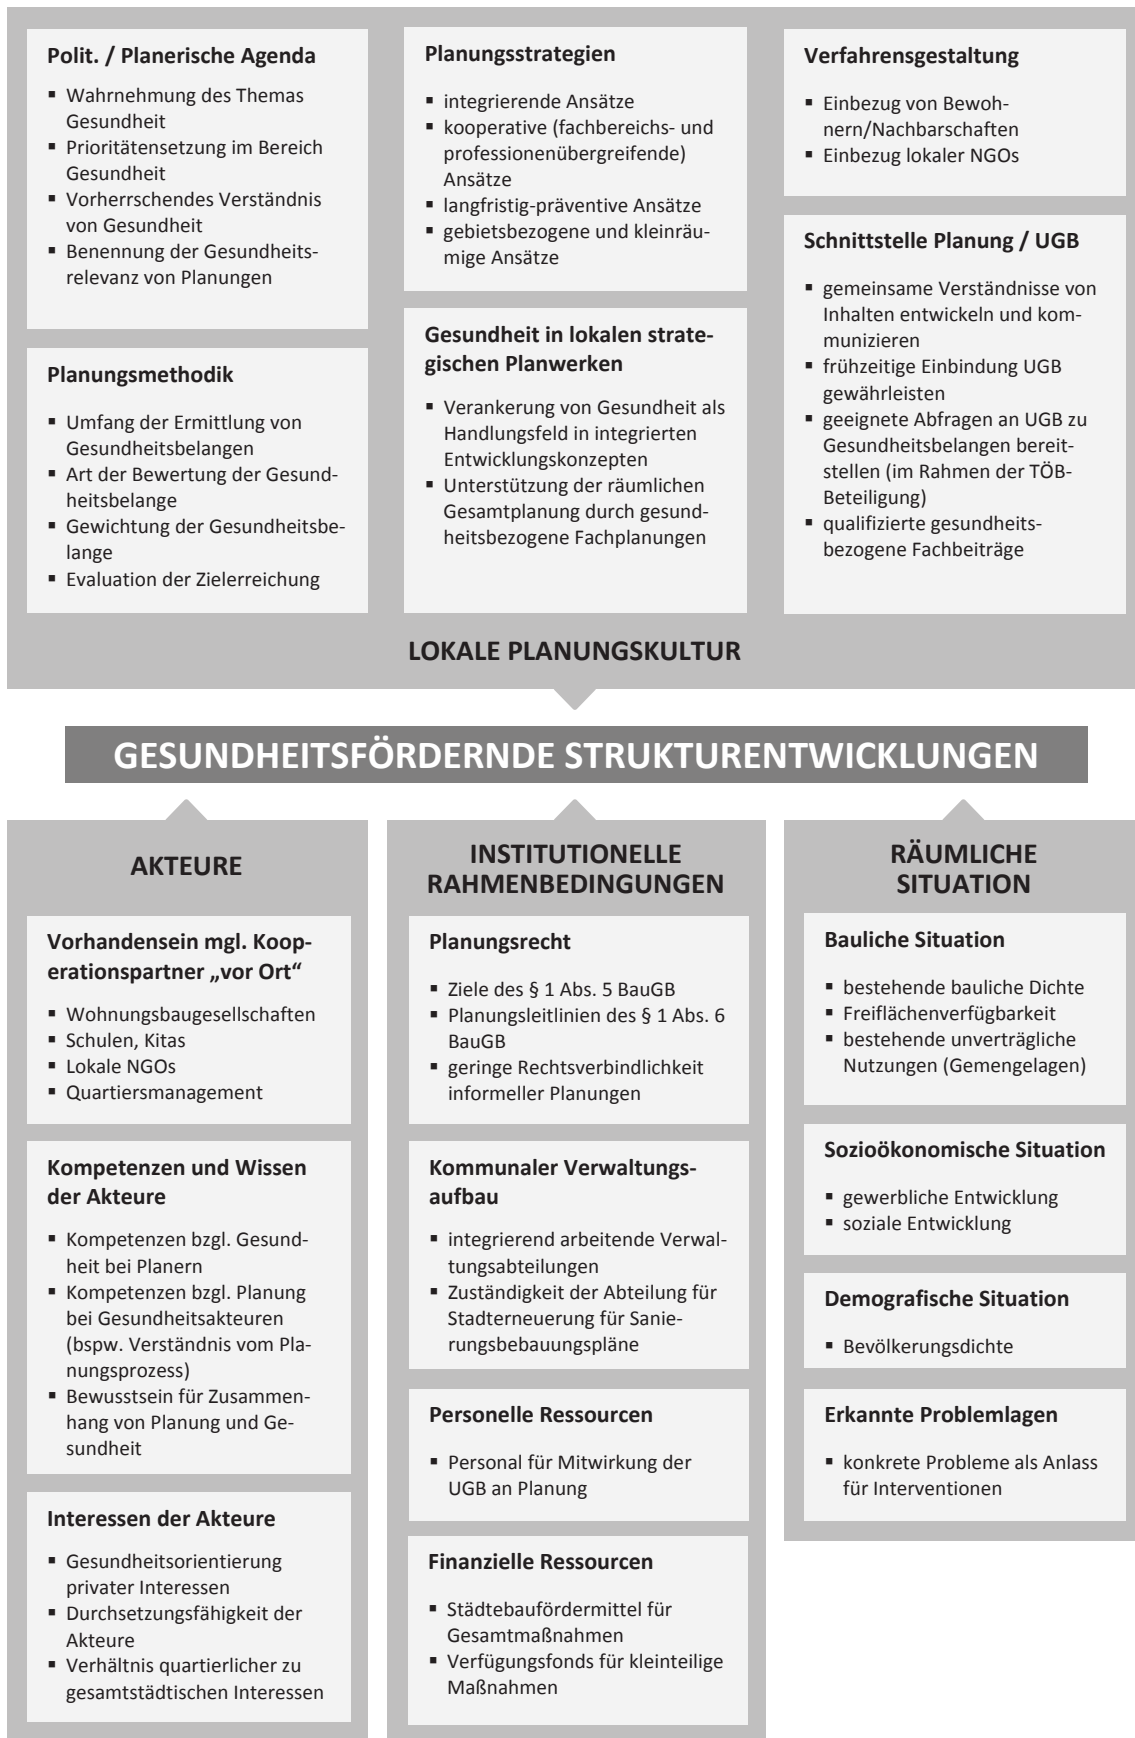 Polit. / Planerische Agenda
▪ Wahrnehmung des Themas
Gesundheit
▪ Prioritätensetzung im Bereich
Gesundheit
▪ Vorherrschendes Verständnis
von Gesundheit
▪ Benennung der Gesundheits-
relevanz von Planungen
Planungsmethodik
▪ Umfang der Ermittlung von
Gesundheitsbelangen
▪ Art der Bewertung der Gesund-
heitsbelange
▪ Gewichtung der Gesundheitsbe-
lange
▪ Evaluation der Zielerreichung
Planungsstrategien
▪ integrierende Ansätze
▪ kooperative (fachbereichs- und
professionenübergreifende)
Ansätze
▪ langfristig-präventive Ansätze
▪ gebietsbezogene und kleinräu-
mige Ansätze
Gesundheit in lokalen strate-
gischen Planwerken
▪ Verankerung von Gesundheit als
Handlungsfeld in integrierten
Entwicklungskonzepten
▪ Unterstützung der räumlichen
Gesamtplanung durch gesund-
heitsbezogene Fachplanungen
Verfahrensgestaltung
▪ Einbezug von Bewoh-
nern/Nachbarschaften
▪ Einbezug lokaler NGOs
Schnittstelle Planung / UGB
▪ gemeinsame Verständnisse von
Inhalten entwickeln und kom-
munizieren
▪ frühzeitige Einbindung UGB
gewährleisten
▪ geeignete Abfragen an UGB zu
Gesundheitsbelangen bereit-
stellen (im Rahmen der TÖB-
Beteiligung)
▪ qualifizierte gesundheits-
bezogene Fachbeiträge
LOKALE PLANUNGSKULTUR
GESUNDHEITSFÖRDERNDE STRUKTURENTWICKLUNGEN
AKTEURE
Vorhandensein mgl. Koop-
erationspartner „vor Ort“
▪ Wohnungsbaugesellschaften
▪ Schulen, Kitas
▪ Lokale NGOs
▪ Quartiersmanagement
Kompetenzen und Wissen
der Akteure
▪ Kompetenzen bzgl. Gesund-
heit bei Planern
▪ Kompetenzen bzgl. Planung
bei Gesundheitsakteuren
(bspw. Verständnis vom Pla-
nungsprozess)
▪ Bewusstsein für Zusammen-
hang von Planung und Ge-
sundheit
Interessen der Akteure
▪ Gesundheitsorientierung
privater Interessen
▪ Durchsetzungsfähigkeit der
Akteure
▪ Verhältnis quartierlicher zu
gesamtstädtischen Interessen
INSTITUTIONELLE
RAHMENBEDINGUNGEN
Planungsrecht
▪ Ziele des § 1 Abs. 5 BauGB
▪ Planungsleitlinien des § 1 Abs. 6
BauGB
▪ geringe Rechtsverbindlichkeit
informeller Planungen
Kommunaler Verwaltungs-
aufbau
▪ integrierend arbeitende Verwal-
tungsabteilungen
▪ Zuständigkeit der Abteilung für
Stadterneuerung für Sanie-
rungsbebauungspläne
Personelle Ressourcen
▪ Personal für Mitwirkung der
UGB an Planung
Finanzielle Ressourcen
▪ Städtebaufördermittel für
Gesamtmaßnahmen
▪ Verfügungsfonds für kleinteilige
Maßnahmen
RÄUMLICHE
SITUATION
Bauliche Situation
▪ bestehende bauliche Dichte
▪ Freiflächenverfügbarkeit
▪ bestehende unverträgliche
Nutzungen (Gemengelagen)
Sozioökonomische Situation
▪ gewerbliche Entwicklung
▪ soziale Entwicklung
Demografische Situation
▪ Bevölkerungsdichte
Erkannte Problemlagen
▪ konkrete Probleme als Anlass
für Interventionen